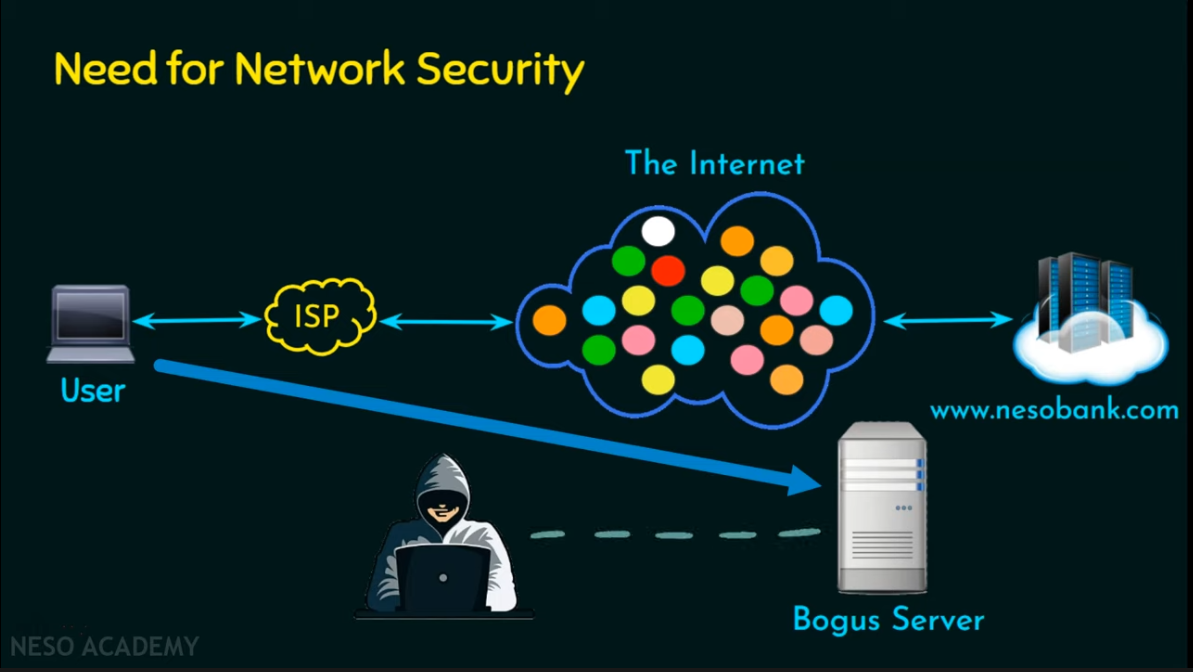 Need for Network Security
The Internet
ISP
User
www.nesobank.com
Bogus Server
NESO ACADEMY